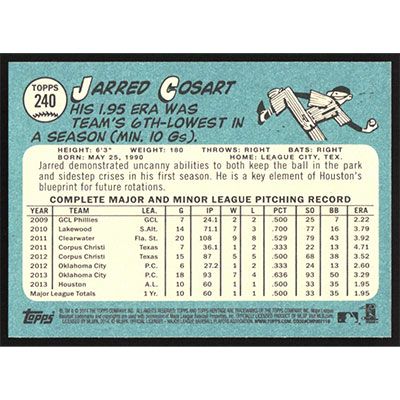 TOPPS
240
JARRED COSART
HIS 1.95 ERA WAS
TEAM'S 6TH-LOWEST IN
A SEASON (MIN. 10 GS).
HEIGHT: 6'3" WEIGHT: 180 THROWS: RIGHT BATS: RIGHT
BORN: MAY 25, 1990 HOME: LEAGUE CITY, TEX.
Jarred demonstrated uncanny abilities to both keep the ball in the park
and sidestep crises in his first season. He is a key element of Houston's
blueprint for future rotations.
COMPLETE MAJOR AND MINOR LEAGUE PITCHING RECORD
YEAR TEAM LEA. G IP W L PCT. SO BB ERA
2009 GCL Phillies GCL 7 24.1 2 2 .500 25 7 2.22
2010 Lakewood S.Atl. 14 71.1 7 3 .700 77 16 3.79
2011 Clearwater Fla. St. 20 108 9 8 .529 79 43 3.92
2011 Corpus Christi Texas 7 36.1 1 2 .333 22 13 4.71
2012 Corpus Christi Texas 15 87 5 5 .500 68 38 3.52
2012 Oklahoma City P.C. 6 27.2 1 2 .333 24 13 2.60
2013 Oklahoma City P.C. 18 93 7 4 .636 93 50 3.29
2013 Houston A.L. 10 60 1 1 .500 33 35 1.95
Major League Totals 1 Yr. 10 60 1 1 .500 33 35 1.95
Topps